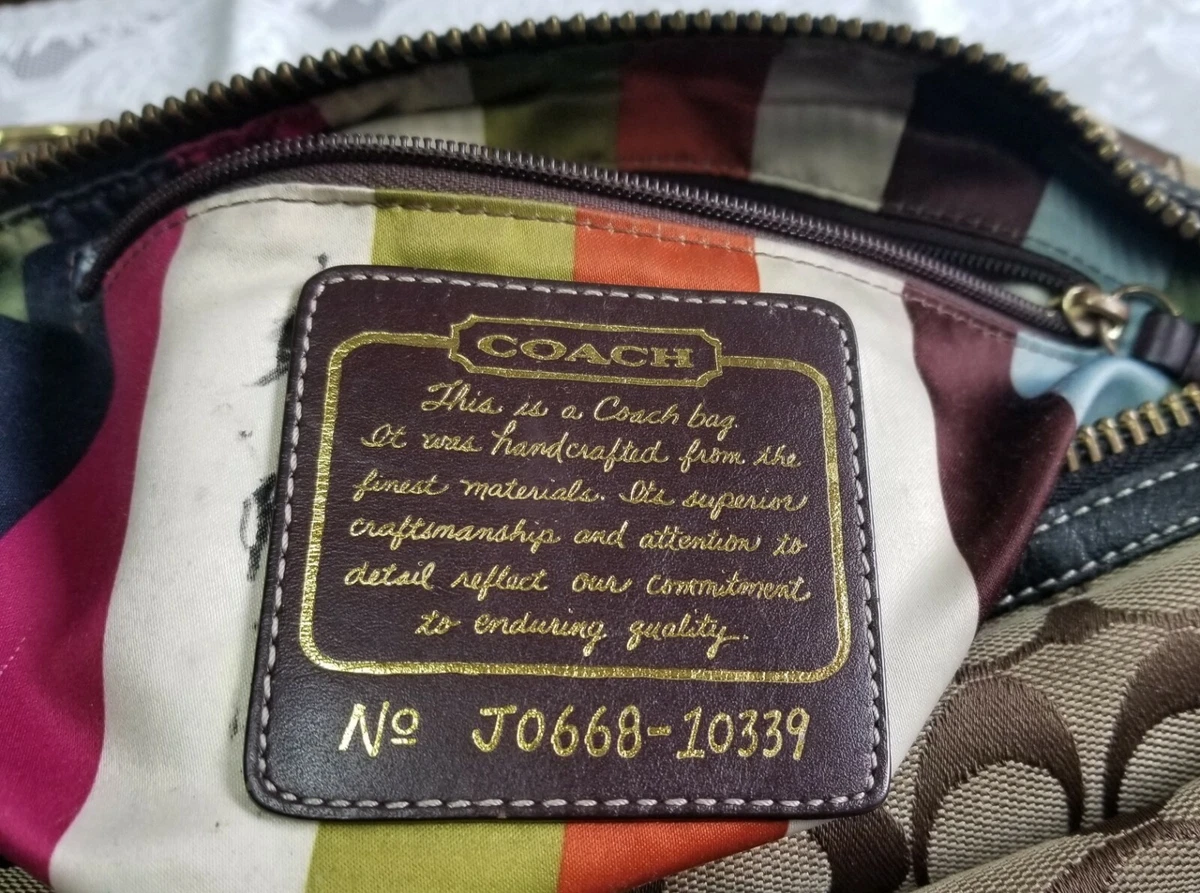 COACH
This is a Coach bag.
It was handcrafted from the
finest materials. Its superior
craftsmanship and attention to
detail reflect our commitment
to enduring quality.
Nº J0668-10339